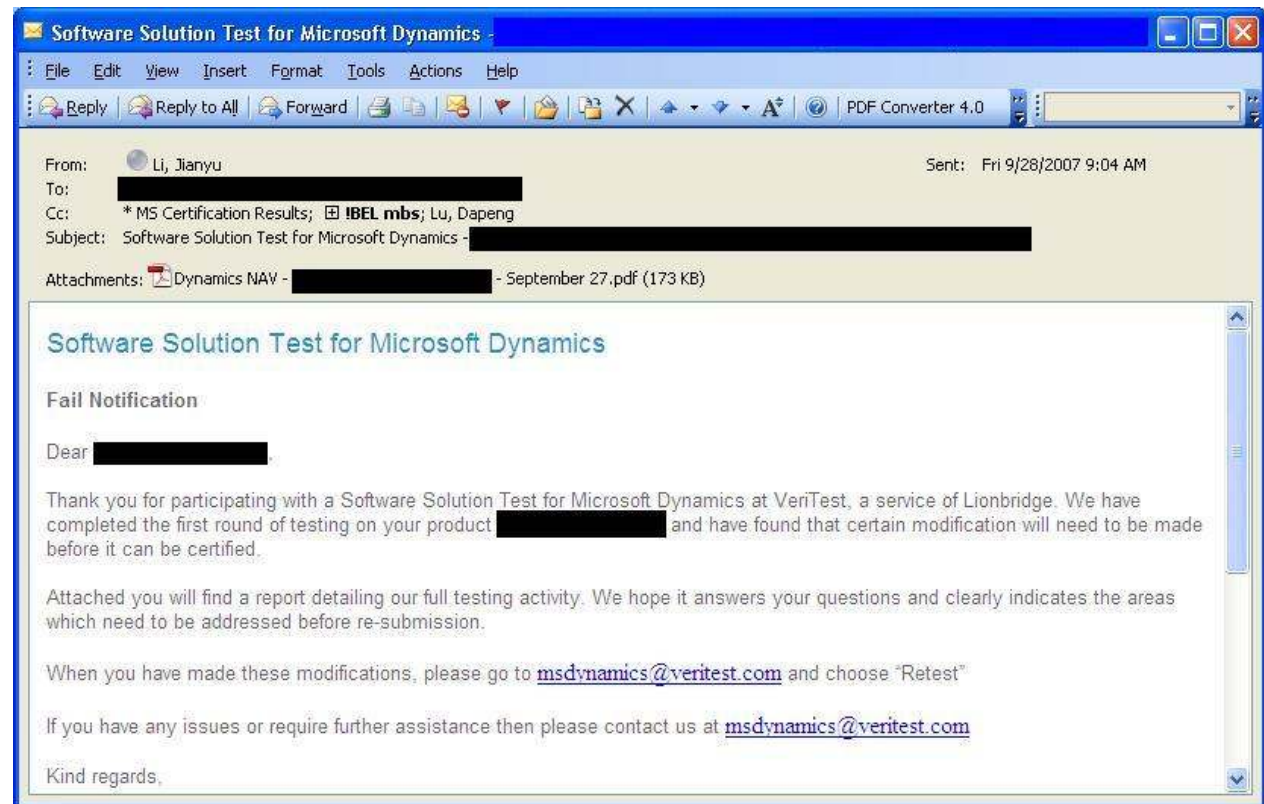 Software Solution Test for Microsoft Dynamics -
File Edit View Insert Format Tools Actions Help
Reply Reply to All Forward PDF Converter 4.0
From: Li, Jianyu Sent: Fri 9/28/2007 9:04 AM
To:
Cc: * MS Certification Results; !BEL mbs; Lu, Dapeng
Subject: Software Solution Test for Microsoft Dynamics -
Attachments: Dynamics NAV - - September 27.pdf (173 KB)
Software Solution Test for Microsoft Dynamics
Fail Notification
Dear ,
Thank you for participating with a Software Solution Test for Microsoft Dynamics at VeriTest, a service of Lionbridge. We have
completed the first round of testing on your product and have found that certain modification will need to be made
before it can be certified.
Attached you will find a report detailing our full testing activity. We hope it answers your questions and clearly indicates the areas
which need to be addressed before re-submission.
When you have made these modifications, please go to msdynamics@veritest.com and choose “Retest”
If you have any issues or require further assistance then please contact us at msdynamics@veritest.com
Kind regards,